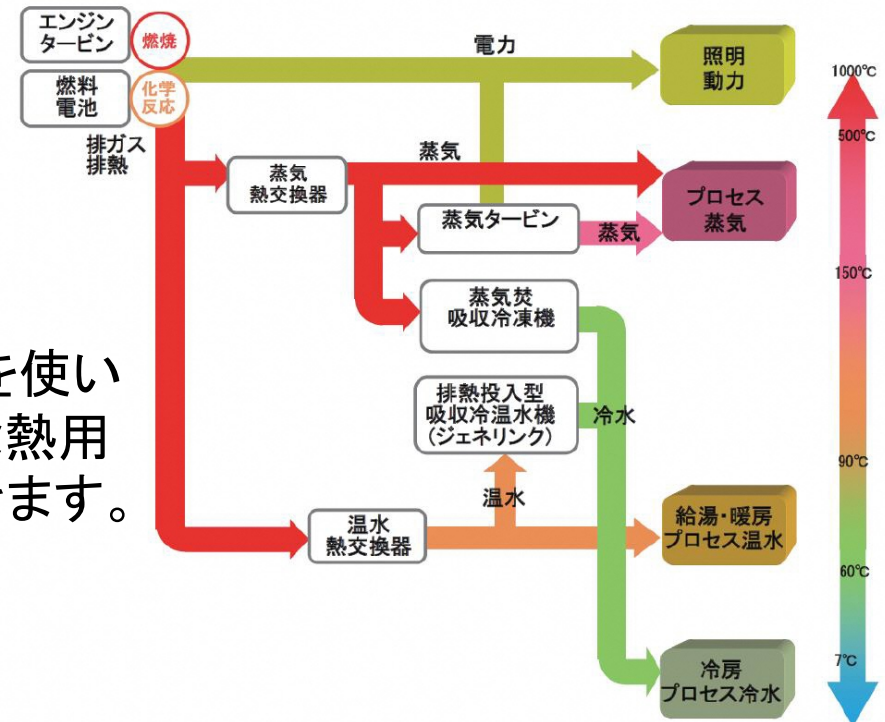 エンジン
タービン
燃焼
燃料
電池
化学
反応
排ガス
排熱
電力
照明
動力
蒸気
熱交換器
蒸気
プロセス
蒸気
蒸気タービン
蒸気
蒸気焚
吸収冷凍機
排熱投入型
吸収冷温水機
(ジェネリンク)
冷水
温水
温水
熱交換器
給湯・暖房
プロセス温水
冷房
プロセス冷水
1000℃
500℃
150℃
90℃
60℃
7℃
を使い
熱用
ます。